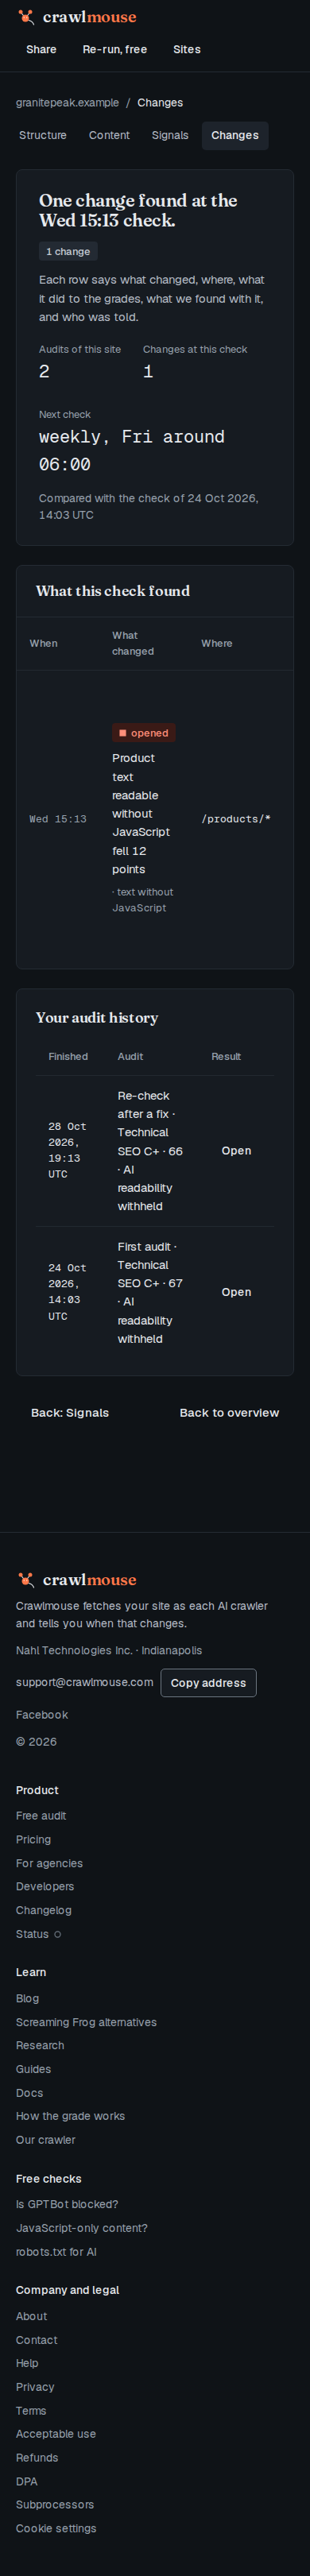 crawlmouse
Share Re-run, free Sites
granitepeak.example / Changes
Structure Content Signals Changes
One change found at the
Wed 15:13 check.
1 change
Each row says what changed, where, what
it did to the grades, what we found with it,
and who was told.
Audits of this site Changes at this check
2 1
Next check
weekly, Fri around
06:00
Compared with the check of 24 Oct 2026,
14:03 UTC
What this check found
When What changed Where
opened
Wed 15:13
Product
text
readable
without
JavaScript
fell 12
points
· text without
JavaScript
/products/*
Your audit history
Finished Audit Result
28 Oct
2026,
19:13
UTC
Re-check
after a fix ·
Technical
SEO C+ · 66
· AI
readability
withheld
Open
24 Oct
2026,
14:03
UTC
First audit ·
Technical
SEO C+ · 67
· AI
readability
withheld
Open
Back: Signals Back to overview
crawlmouse
Crawlmouse fetches your site as each AI crawler
and tells you when that changes.
Nahl Technologies Inc. · Indianapolis
support@crawlmouse.com Copy address
Facebook
© 2026
Product
Free audit
Pricing
For agencies
Developers
Changelog
Status
Learn
Blog
Screaming Frog alternatives
Research
Guides
Docs
How the grade works
Our crawler
Free checks
Is GPTBot blocked?
JavaScript-only content?
robots.txt for AI
Company and legal
About
Contact
Help
Privacy
Terms
Acceptable use
Refunds
DPA
Subprocessors
Cookie settings